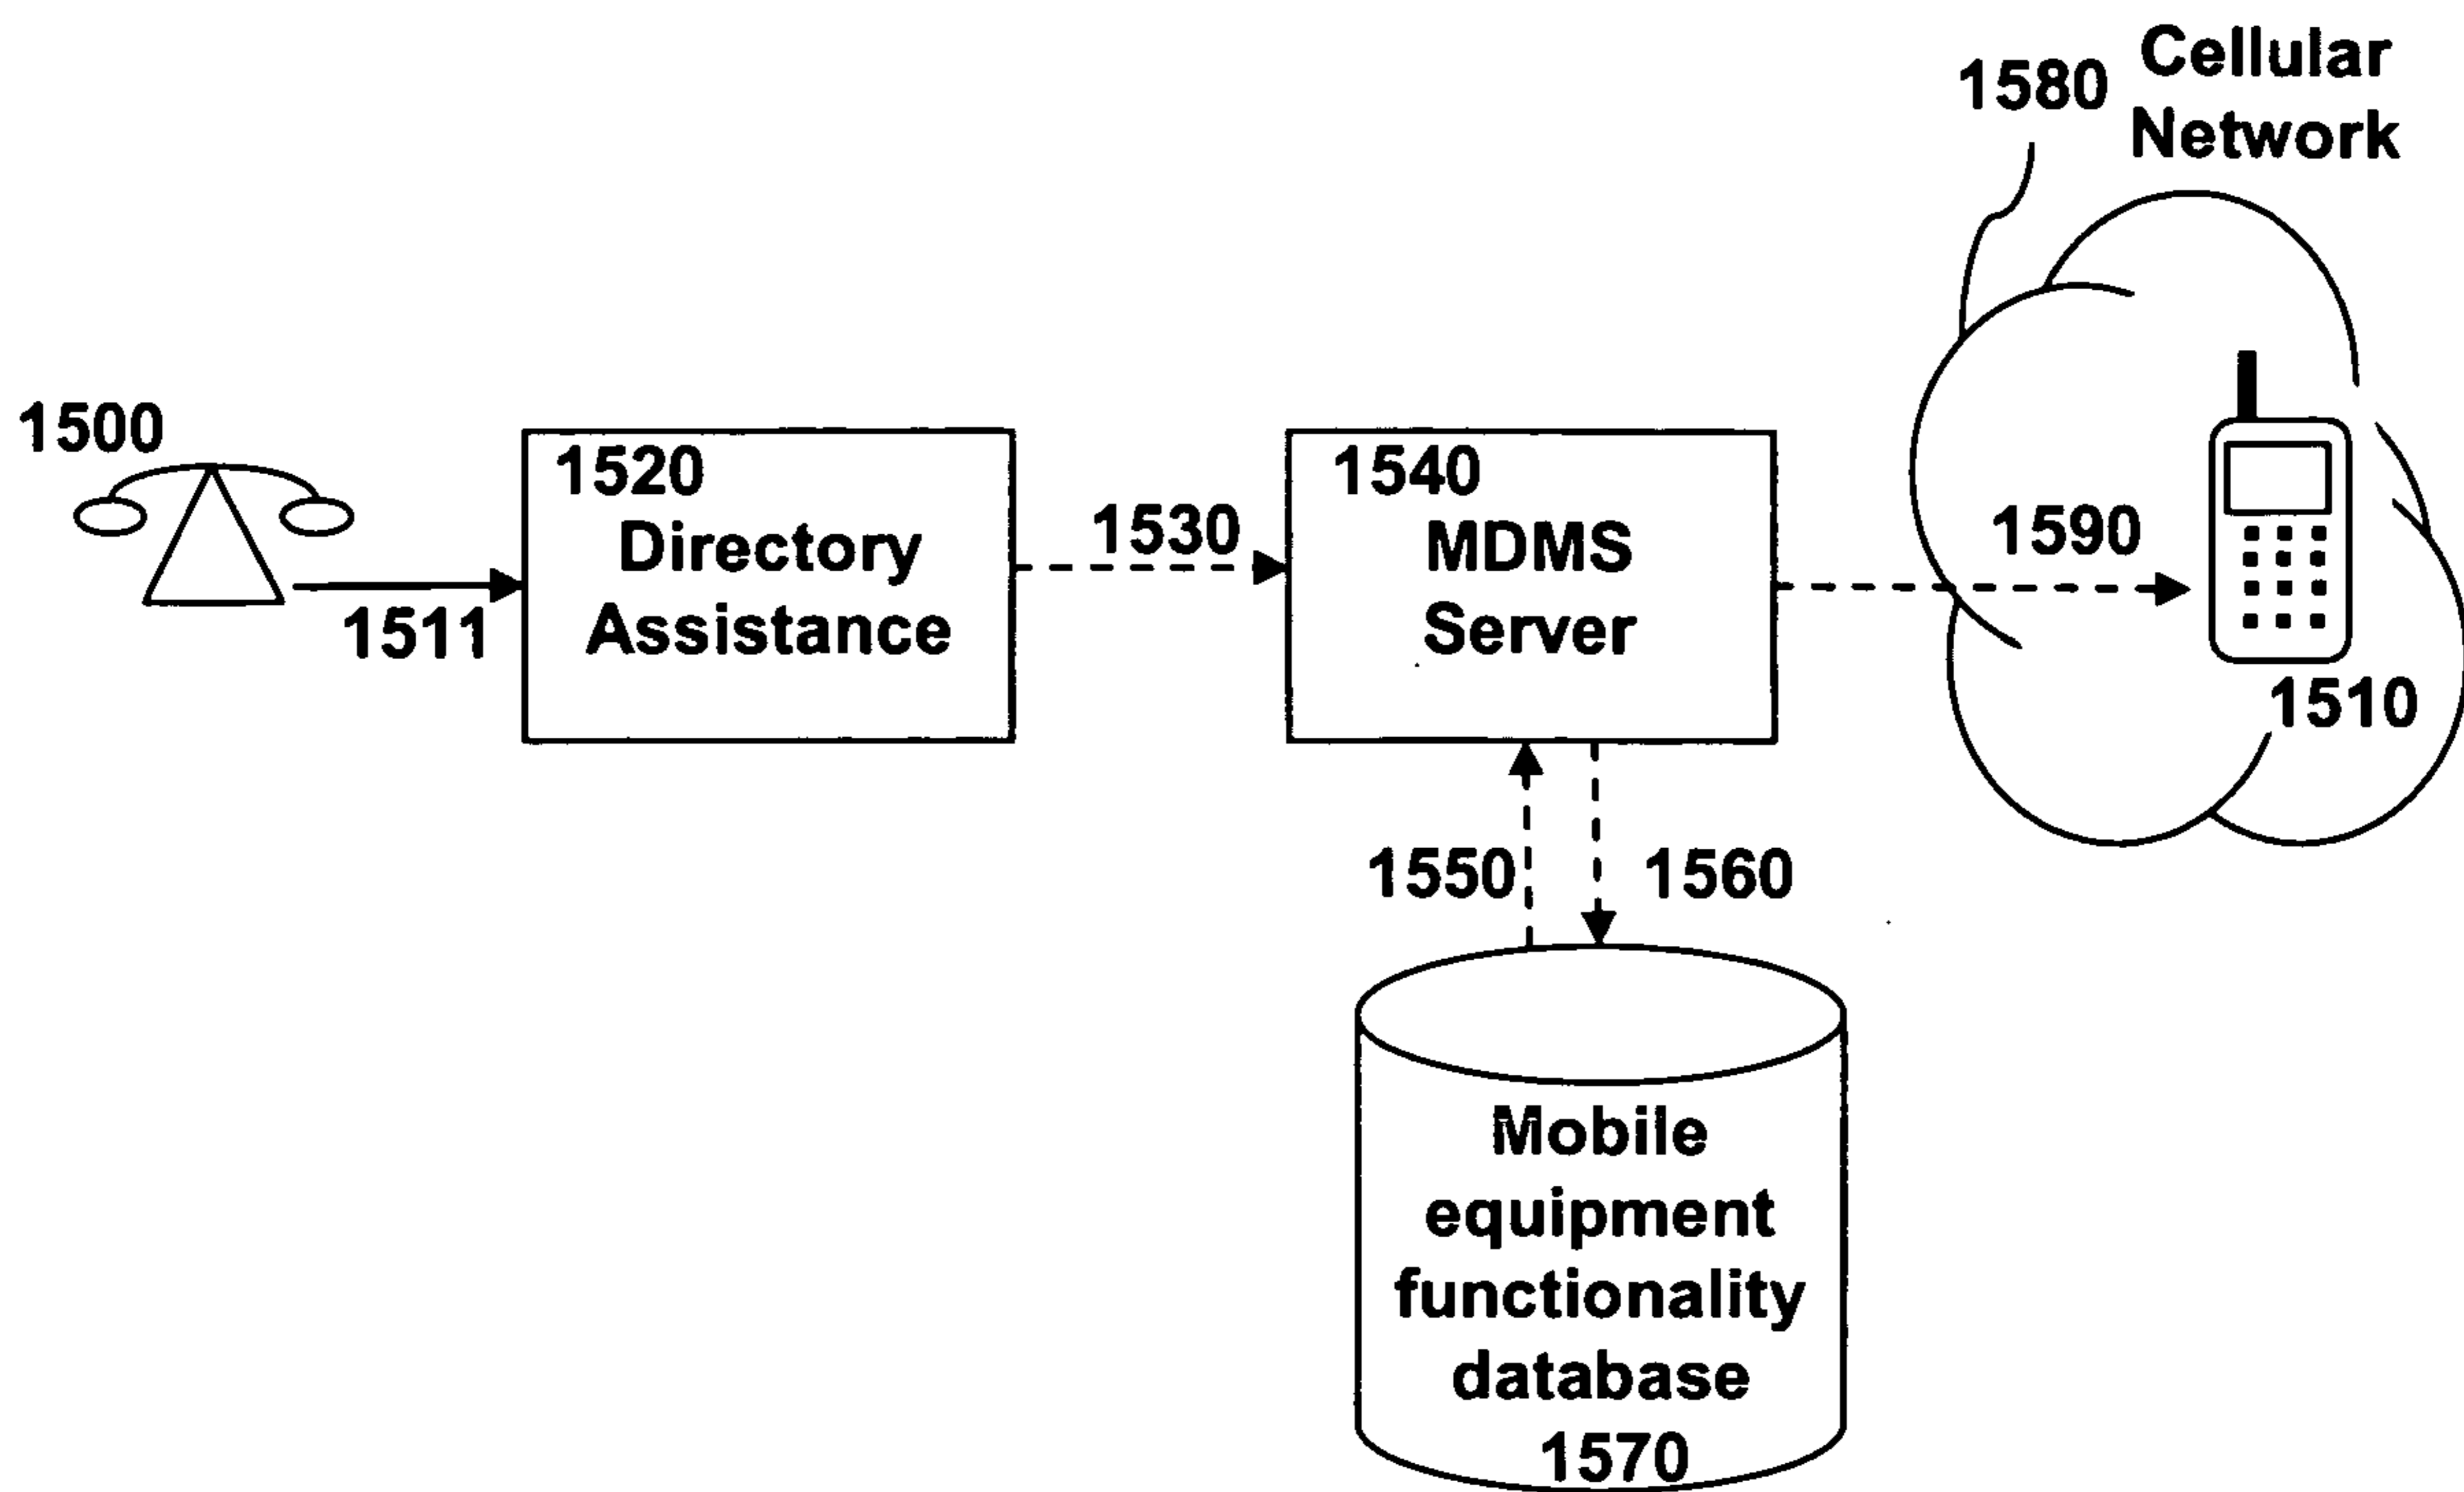 1580
Cellular
Network
1500
1511
1520
Directory
Assistance
1530
1540
MDMS
Server
1590
1510
1550
1560
Mobile
equipment
functionality
database
1570